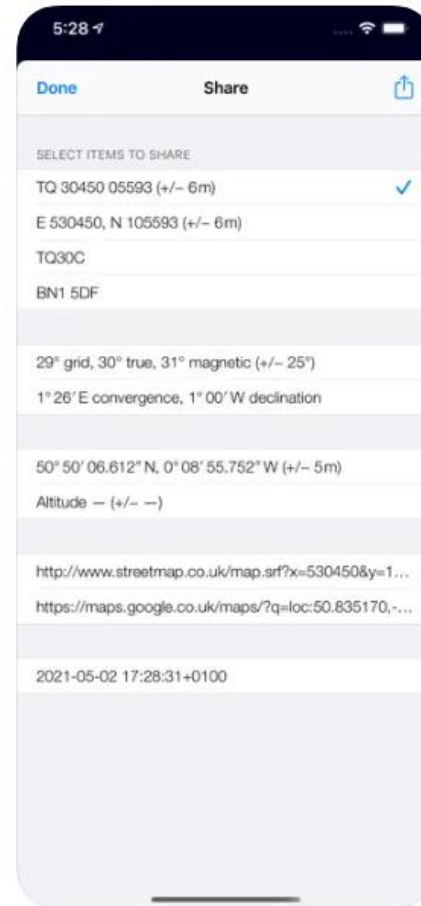 5:28
Done Share
SELECT ITEMS TO SHARE
TQ 30450 05593 (+/− 6m)
E 530450, N 105593 (+/− 6m)
TQ30C
BN1 5DF
29° grid, 30° true, 31° magnetic (+/− 25°)
1° 26′ E convergence, 1° 00′ W declination
50° 50′ 06.612″ N, 0° 08′ 55.752″ W (+/− 5m)
Altitude — (+/− —)
http://www.streetmap.co.uk/map.srf?x=530450&y=1...
https://maps.google.co.uk/maps/?q=loc:50.835170,-...
2021-05-02 17:28:31+0100